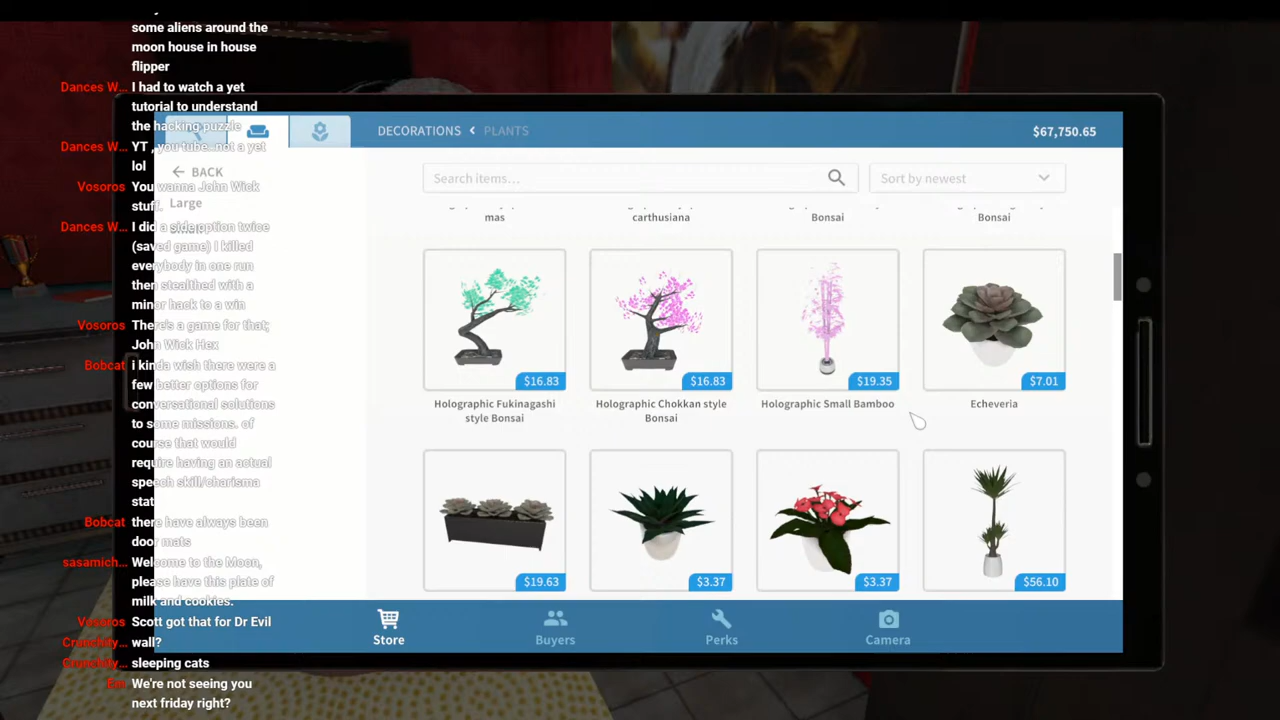 some aliens around the
moon house in house
flipper
Dances W... I had to watch a yet
tutorial to understand
the hacking puzzle
Dances W... YT , you tube..not a yet
lol
Vosoros You wanna John Wick
stuff.
Dances W... I did a side option twice
(saved game) I killed
everybody in one run
then stealthed with a
minor hack to a win
Vosoros There's a game for that;
John Wick Hex
Bobcat i kinda wish there were a
few better options for
conversational solutions
to some missions. of
course that would
require having an actual
speech skill/charisma
stat
Bobcat there have always been
door mats
sasamich... Welcome to the Moon,
please have this plate of
milk and cookies.
Vosoros Scott got that for Dr Evil
Crunchity... wall?
Crunchity... sleeping cats
Em We're not seeing you
next friday right?
DECORATIONS < PLANTS
$67,750.65
BACK
Large
Search items...
Sort by newest
mas
carthusiana
Bonsai
Bonsai
$16.83
$16.83
$19.35
$7.01
Holographic Fukinagashi
style Bonsai
Holographic Chokkan style
Bonsai
Holographic Small Bamboo
Echeveria
$19.63
$3.37
$3.37
$56.10
Store
Buyers
Perks
Camera